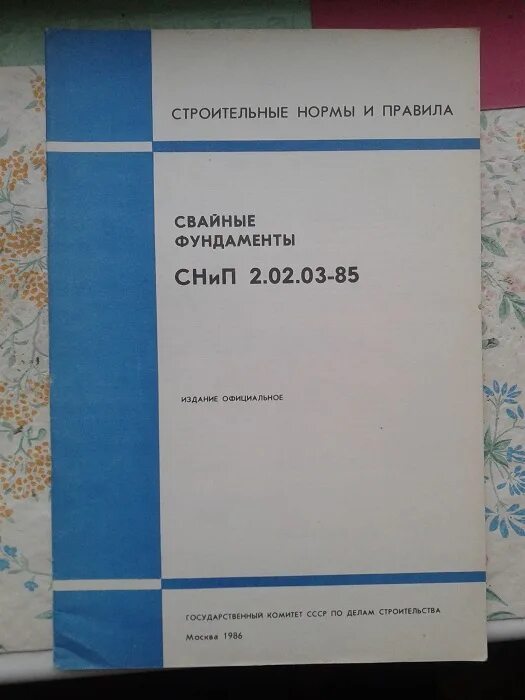 СТРОИТЕЛЬНЫЕ НОРМЫ И ПРАВИЛА
СВАЙНЫЕ
ФУНДАМЕНТЫ
СНиП 2.02.03-85
ИЗДАНИЕ ОФИЦИАЛЬНОЕ
ГОСУДАРСТВЕННЫЙ КОМИТЕТ СССР ПО ДЕЛАМ СТРОИТЕЛЬСТВА
Москва 1986